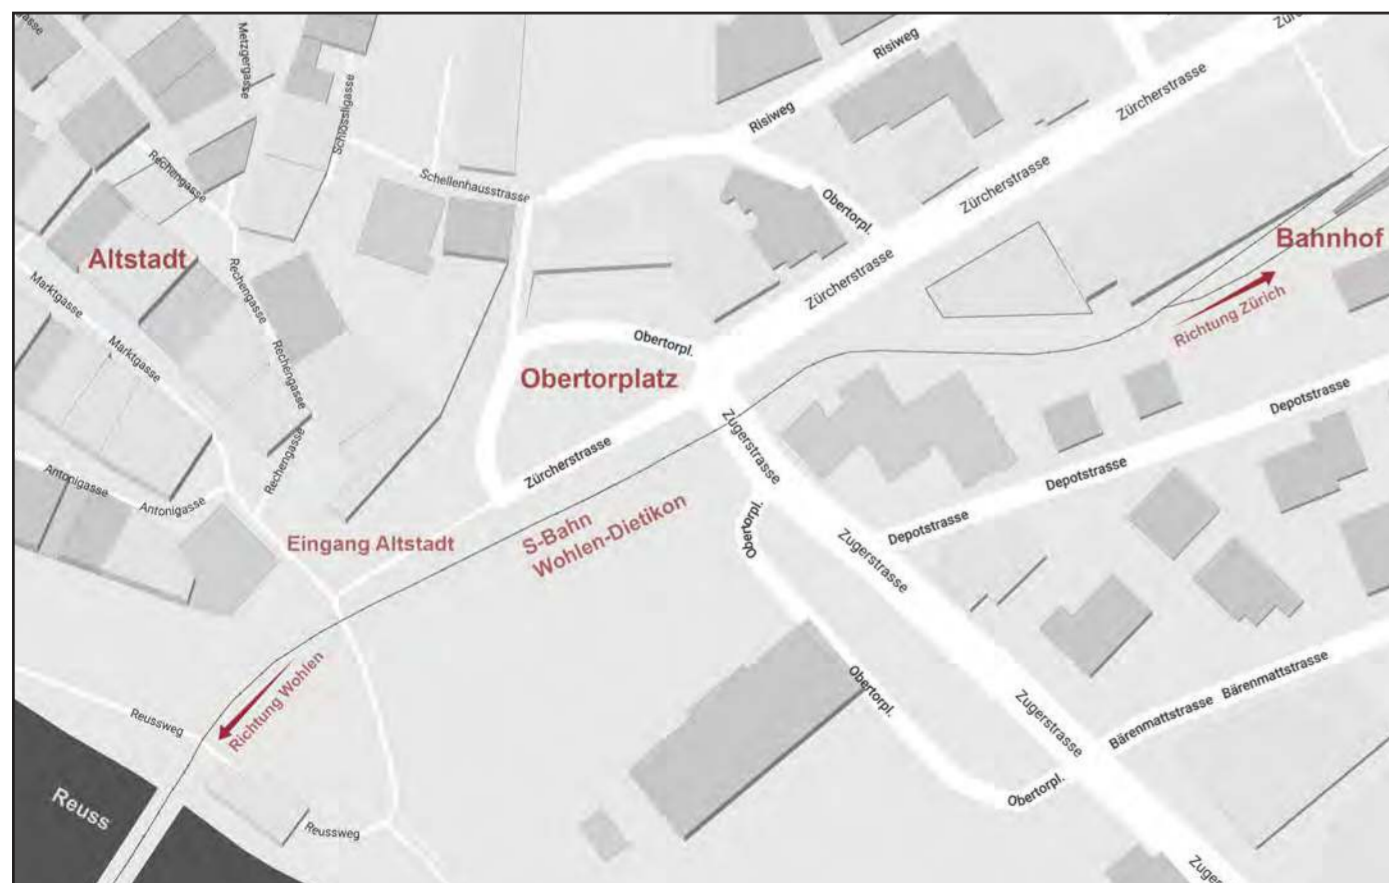 Metzgergasse
Schlössligasse
Risiweg
Risiweg
Zürcherstrasse
Zürcherstrasse
Zürcherstrasse
Rechengasse
Schellenhausstrasse
Obertorpl.
Altstadt
Bahnhof
Richtung Zürich
Marktgasse
Marktgasse
Rechengasse
Rechengasse
Rechengasse
Obertorpl.
Obertorplatz
Zürcherstrasse
Zugerstrasse
Depotstrasse
Depotstrasse
Depotstrasse
Antonigasse
Antonigasse
Eingang Altstadt
S-Bahn
Wohlen-Dietikon
Obertorpl.
Zugerstrasse
Richtung Wohlen
Reussweg
Obertorpl.
Zugerstrasse
Bärenmattstrasse
Bärenmattstrasse
Obertorpl.
Reuss
Reussweg